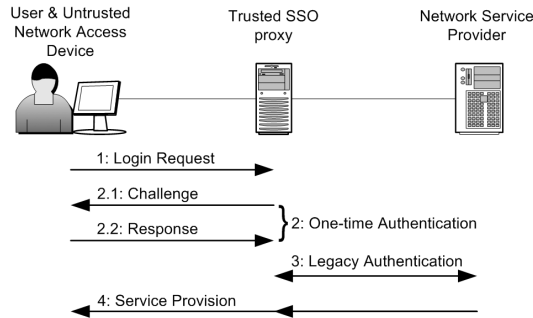 User & Untrusted
Network Access
Device
Trusted SSO
proxy
Network Service
Provider
1: Login Request
2.1: Challenge
2: One-time Authentication
2.2: Response
3: Legacy Authentication
4: Service Provision